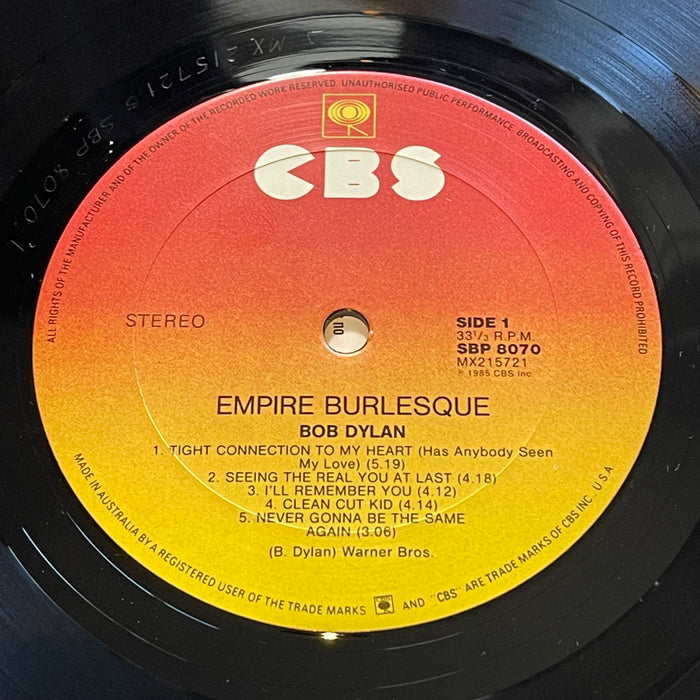 MX215721 B SBP 8070.1
ALL RIGHTS OF THE MANUFACTURER AND OF THE OWNER OF THE RECORDED WORK RESERVED. UNAUTHORISED PUBLIC PERFORMANCE, BROADCASTING AND COPYING OF THIS RECORD PROHIBITED
CBS
STEREO
SIDE 1
33⅓ R.P.M.
SBP 8070
MX215721
℗ 1985 CBS Inc.
no
EMPIRE BURLESQUE
BOB DYLAN
1. TIGHT CONNECTION TO MY HEART (Has Anybody Seen
My Love) (5.19)
2. SEEING THE REAL YOU AT LAST (4.18)
3. I'LL REMEMBER YOU (4.12)
4. CLEAN CUT KID (4.14)
5. NEVER GONNA BE THE SAME
AGAIN (3.06)
(B. Dylan) Warner Bros.
MADE IN AUSTRALIA BY A REGISTERED USER OF THE TRADE MARKS AND "CBS" ARE TRADE MARKS OF CBS INC. U.S.A.